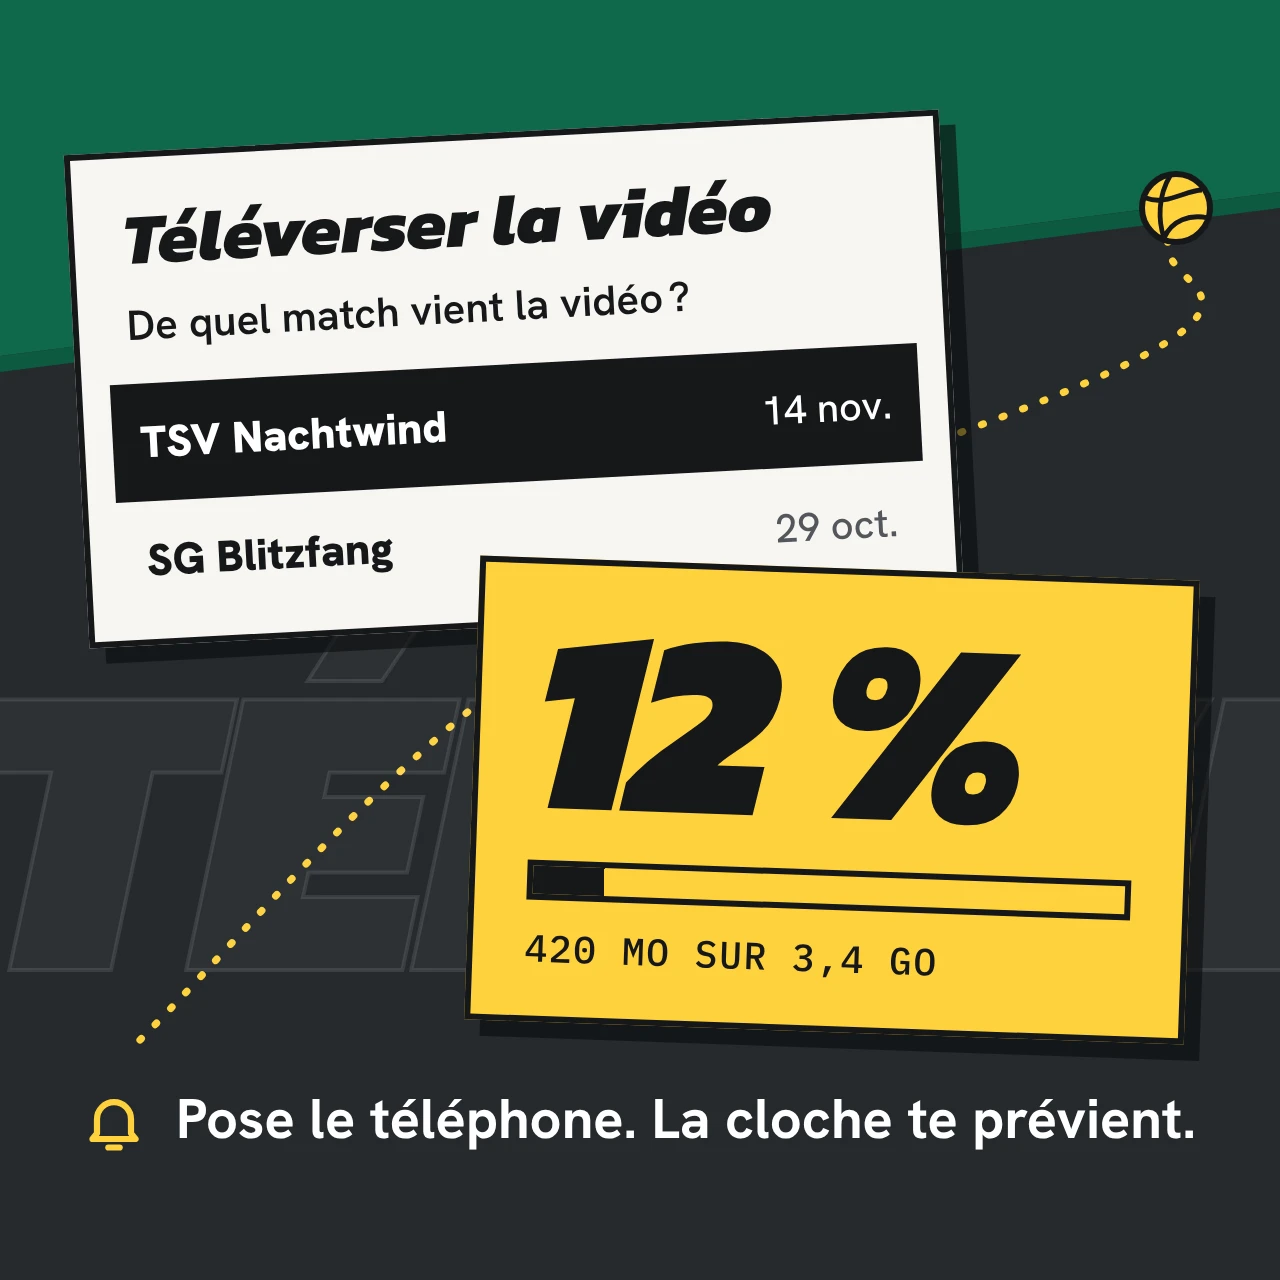 Téléverser la vidéo
De quel match vient la vidéo ?
TSV Nachtwind 14 nov.
SG Blitzfang 29 oct.
12 %
420 MO SUR 3,4 GO
Pose le téléphone. La cloche te prévient.